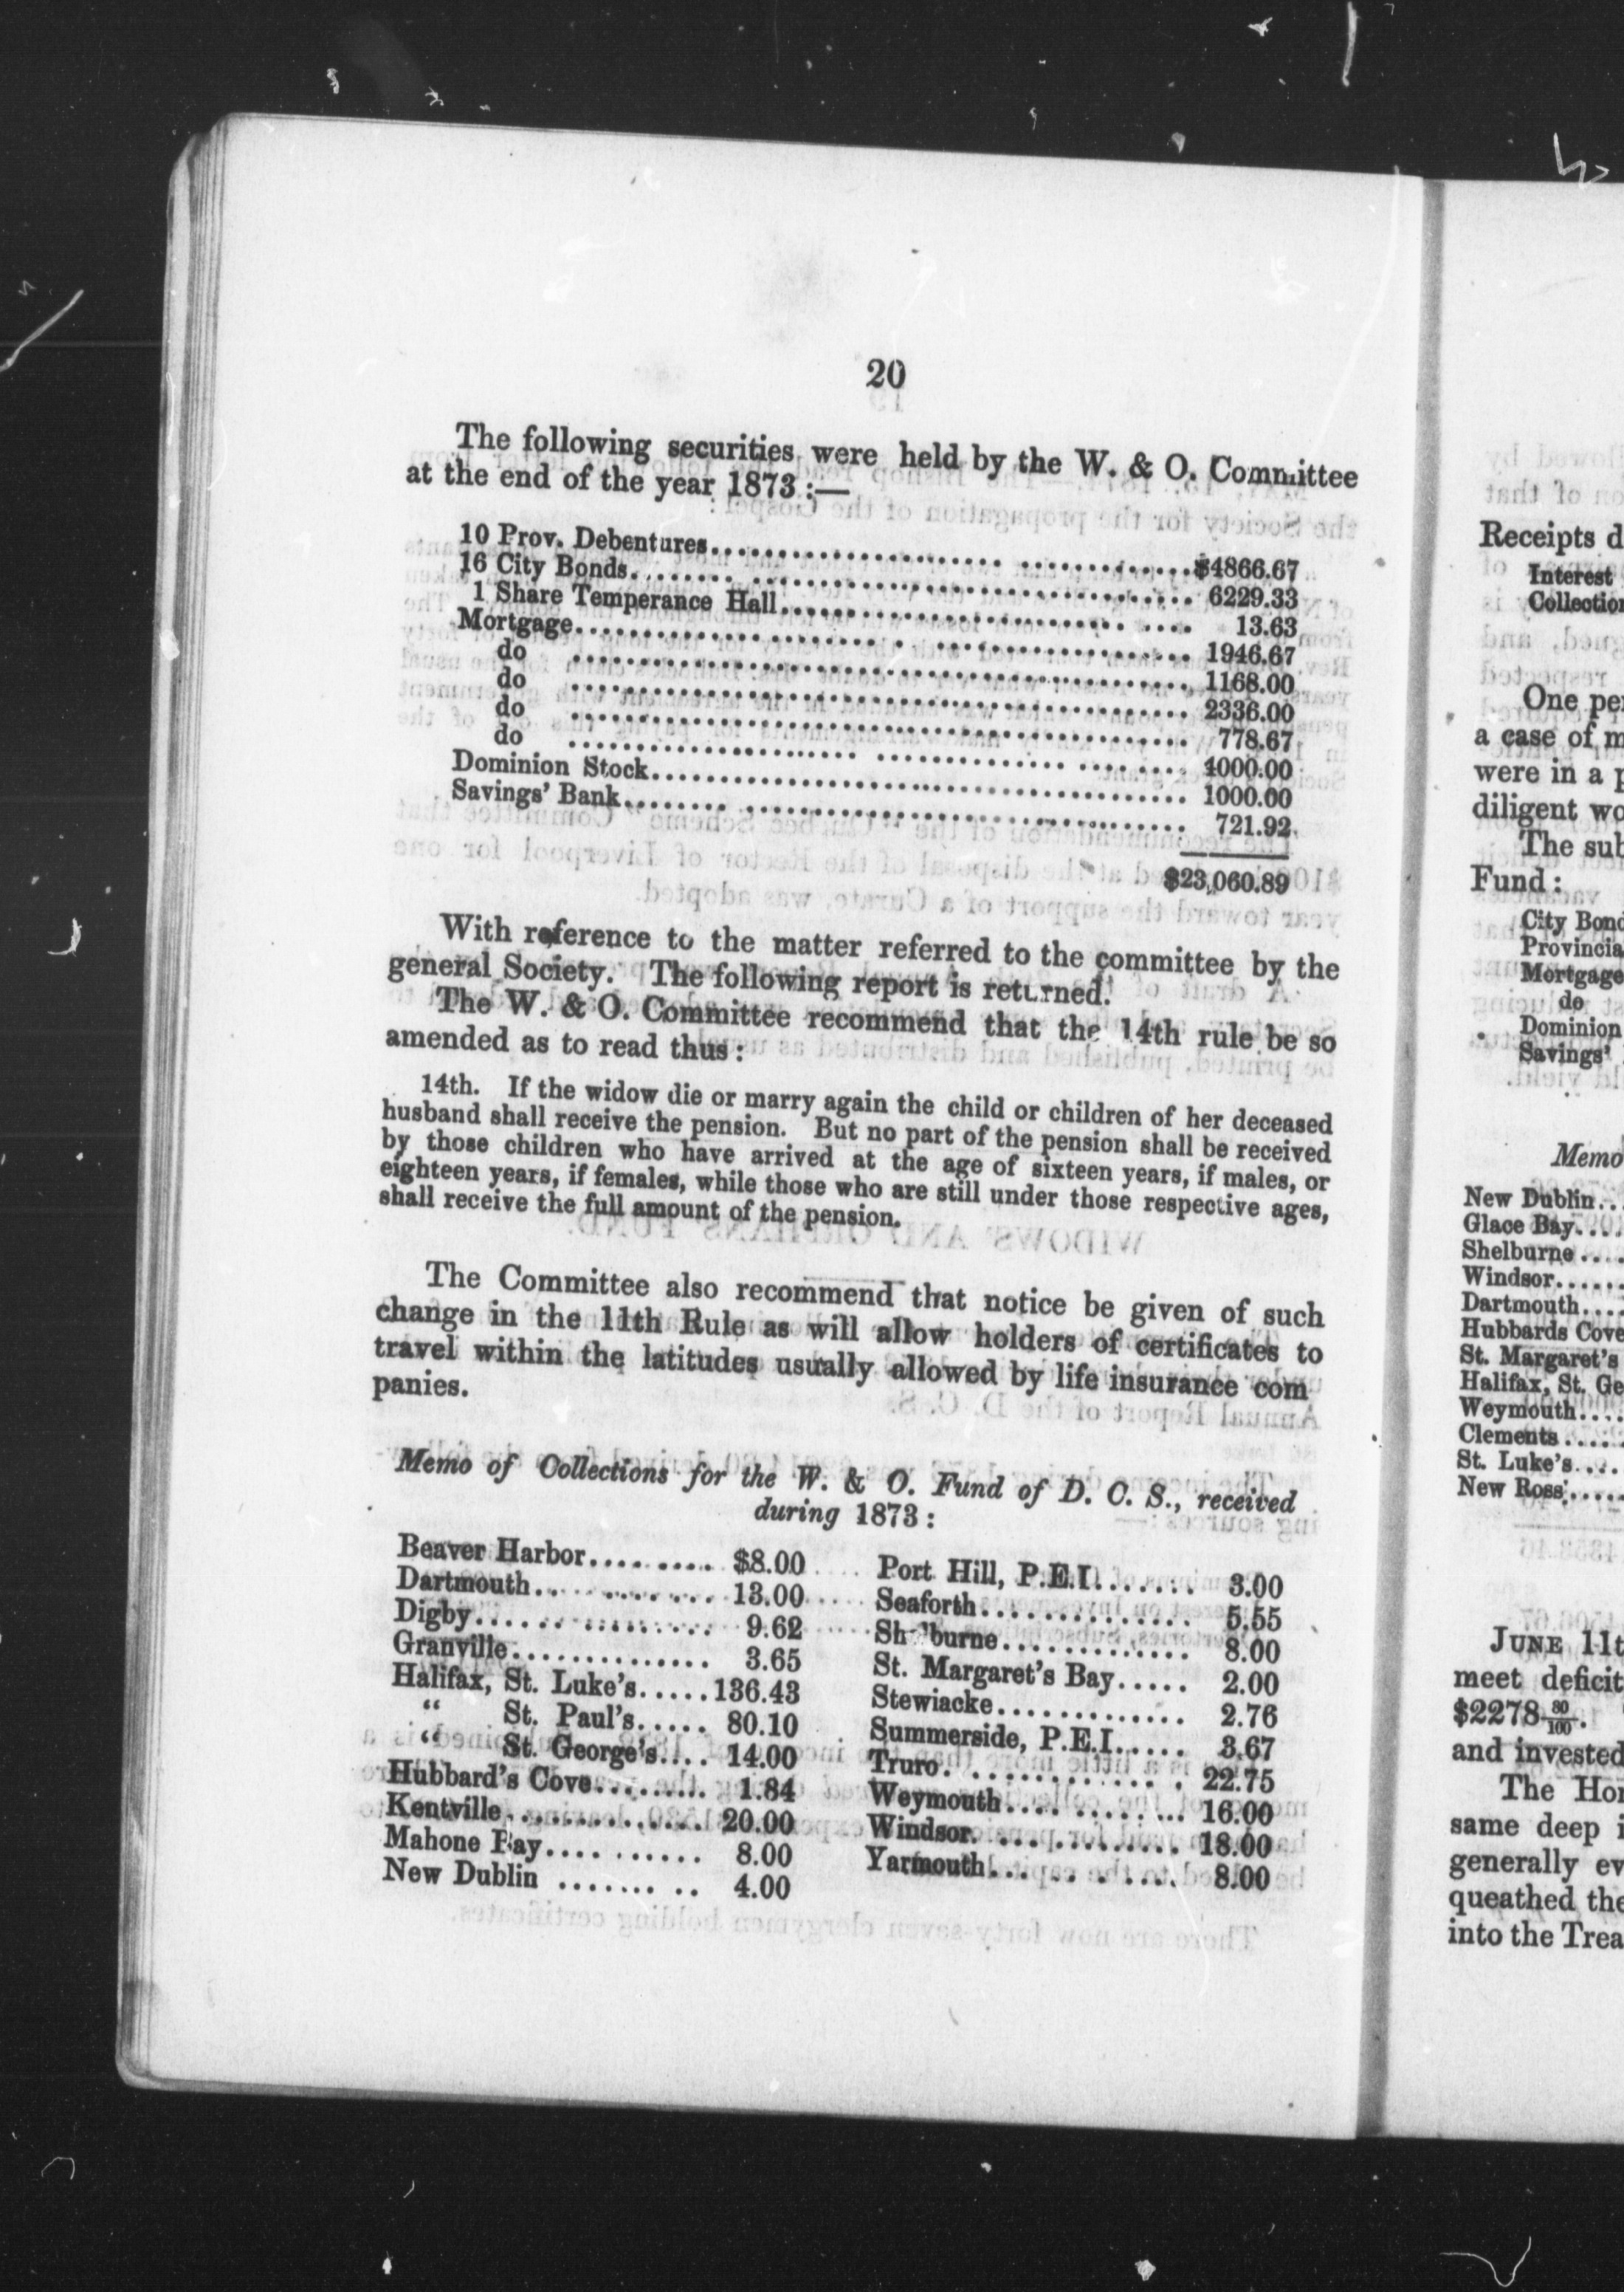 20
The following securities were held by the W. & O. Committee
at the end of the year 1873 :—
10 Prov. Debentures.................................$4866.67
16 City Bonds................................. 6229.33
1 Share Temperance Hall................................. 13.63
Mortgage................................. 1946.67
do ................................. 1168.00
do ................................. 2336.00
do ................................. 778.67
do ................................. 4000.00
Dominion Stock................................. 1000.00
Savings' Bank................................. 721.92
$23,060.89
With reference to the matter referred to the committee by the
general Society. The following report is returned.
The W. & O. Committee recommend that the 14th rule be so
amended as to read thus :
14th. If the widow die or marry again the child or children of her deceased
husband shall receive the pension. But no part of the pension shall be received
by those children who have arrived at the age of sixteen years, if males, or
eighteen years, if females, while those who are still under those respective ages,
shall receive the full amount of the pension.
The Committee also recommend that notice be given of such
change in the 11th Rule as will allow holders of certificates to
travel within the latitudes usually allowed by life insurance com
panies.
Memo of Collections for the W. & O. Fund of D. C. S., received
during 1873 :
Beaver Harbor......... $8.00
Dartmouth............ 13.00
Digby............... 9.62
Granville.............. 3.65
Halifax, St. Luke's.....136.43
“ St. Paul's..... 80.10
“ St. George's.... 14.00
Hubbard's Cove......... 1.84
Kentville.............. 20.00
Mahone Bay.......... 8.00
New Dublin ......... 4.00
Port Hill, P.E.I....... 3.00
Seaforth............... 5.55
Shelburne.............. 8.00
St. Margaret's Bay..... 2.00
Stewiacke............. 2.76
Summerside, P.E.I..... 3.67
Truro............... 22.75
Weymouth........... 16.00
Windsor............. 18.00
Yarmouth........... 8.00
Receipts d
Interest
Collection
One per
a case of m
were in a p
diligent wo
The sub
Fund :
City Bond
Provincia
Mortgage
do
Dominion
Savings'
Memo
New Dublin..
Glace Bay....
Shelburne....
Windsor......
Dartmouth....
Hubbards Cove
St. Margaret's
Halifax, St. Ge
Weymouth....
Clements.....
St. Luke's....
New Ross.....
JUNE 11t
meet deficit
$2278 80/100.
and invested
The Hon
same deep i
generally ev
queathed the
into the Trea